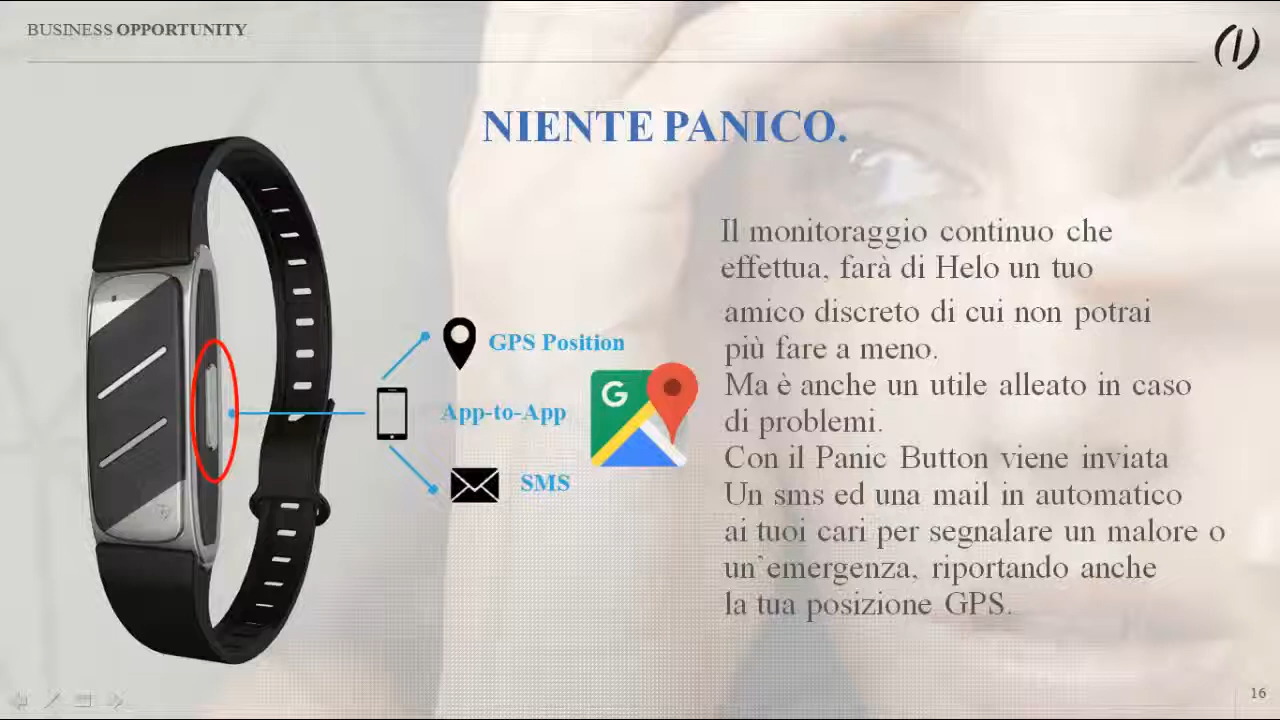 BUSINESS OPPORTUNITY
NIENTE PANICO.
Il monitoraggio continuo che
effettua, farà di Helo un tuo
amico discreto di cui non potrai
più fare a meno.
Ma è anche un utile alleato in caso
di problemi.
Con il Panic Button viene inviata
Un sms ed una mail in automatico
ai tuoi cari per segnalare un malore o
un`emergenza, riportando anche
la tua posizione GPS.
GPS Position
App-to-App
G
SMS
16